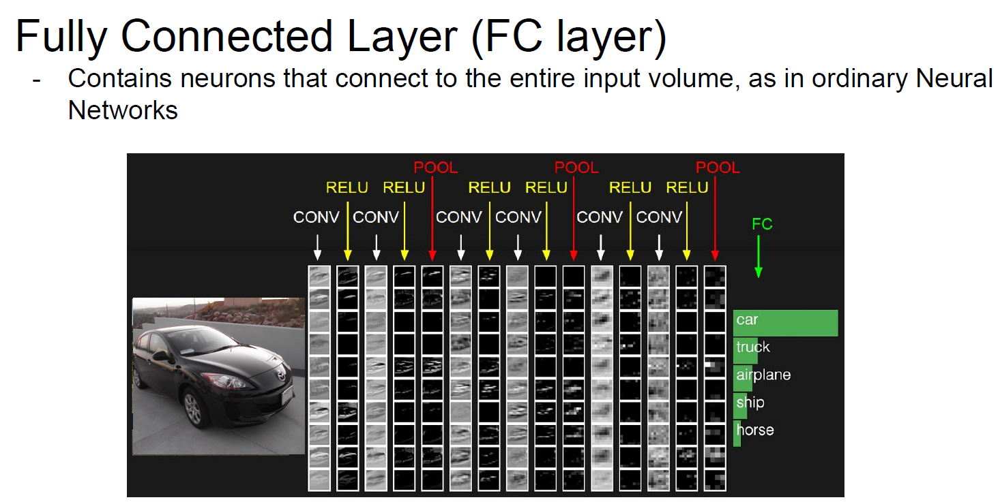 Fully Connected Layer (FC layer)
- Contains neurons that connect to the entire input volume, as in ordinary Neural
Networks
POOL POOL POOL
RELU RELU RELU RELU RELU RELU
CONV CONV CONV CONV CONV CONV
FC
car
truck
airplane
ship
horse